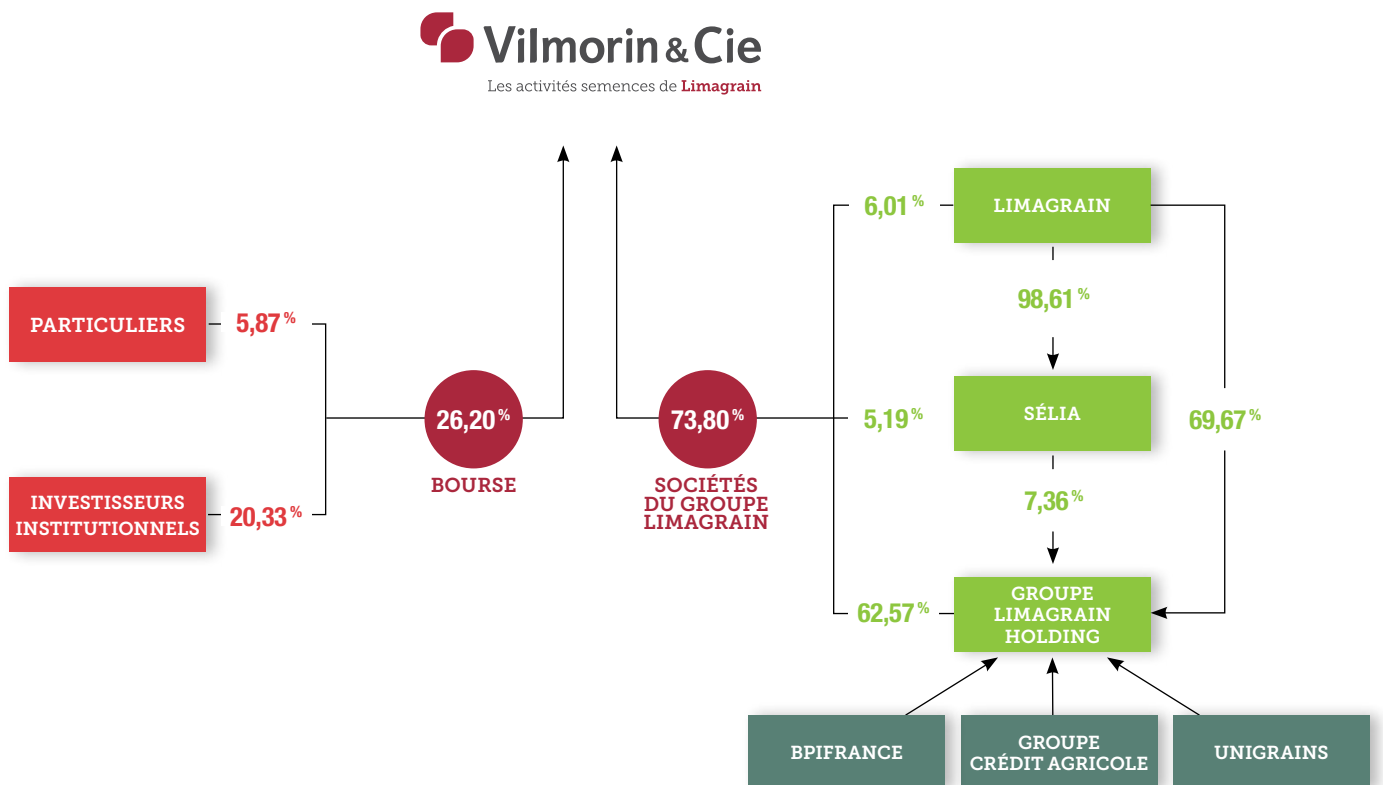 Vilmorin & Cie
Les activités semences de Limagrain
PARTICULIERS
5,87 %
INVESTISSEURS
INSTITUTIONNELS
20,33 %
26,20 %
BOURSE
73,80 %
SOCIÉTÉS
DU GROUPE
LIMAGRAIN
6,01 %
LIMAGRAIN
98,61 %
5,19 %
SÉLIA
69,67 %
7,36 %
62,57 %
GROUPE
LIMAGRAIN
HOLDING
BPIFRANCE
GROUPE
CRÉDIT AGRICOLE
UNIGRAINS